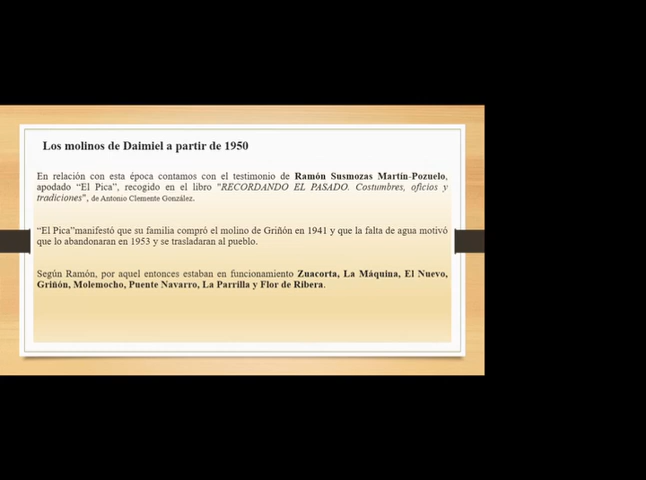 Los molinos de Daimiel a partir de 1950
En relación con esta época contamos con el testimonio de Ramón Susmozas Martín-Pozuelo,
apodado “El Pica”, recogido en el libro "RECORDANDO EL PASADO. Costumbres, oficios y
tradiciones", de Antonio Clemente González.
“El Pica”manifestó que su familia compró el molino de Griñón en 1941 y que la falta de agua motivó
que lo abandonaran en 1953 y se trasladaran al pueblo.
Según Ramón, por aquel entonces estaban en funcionamiento Zuacorta, La Máquina, El Nuevo,
Griñón, Molemocho, Puente Navarro, La Parrilla y Flor de Ribera.